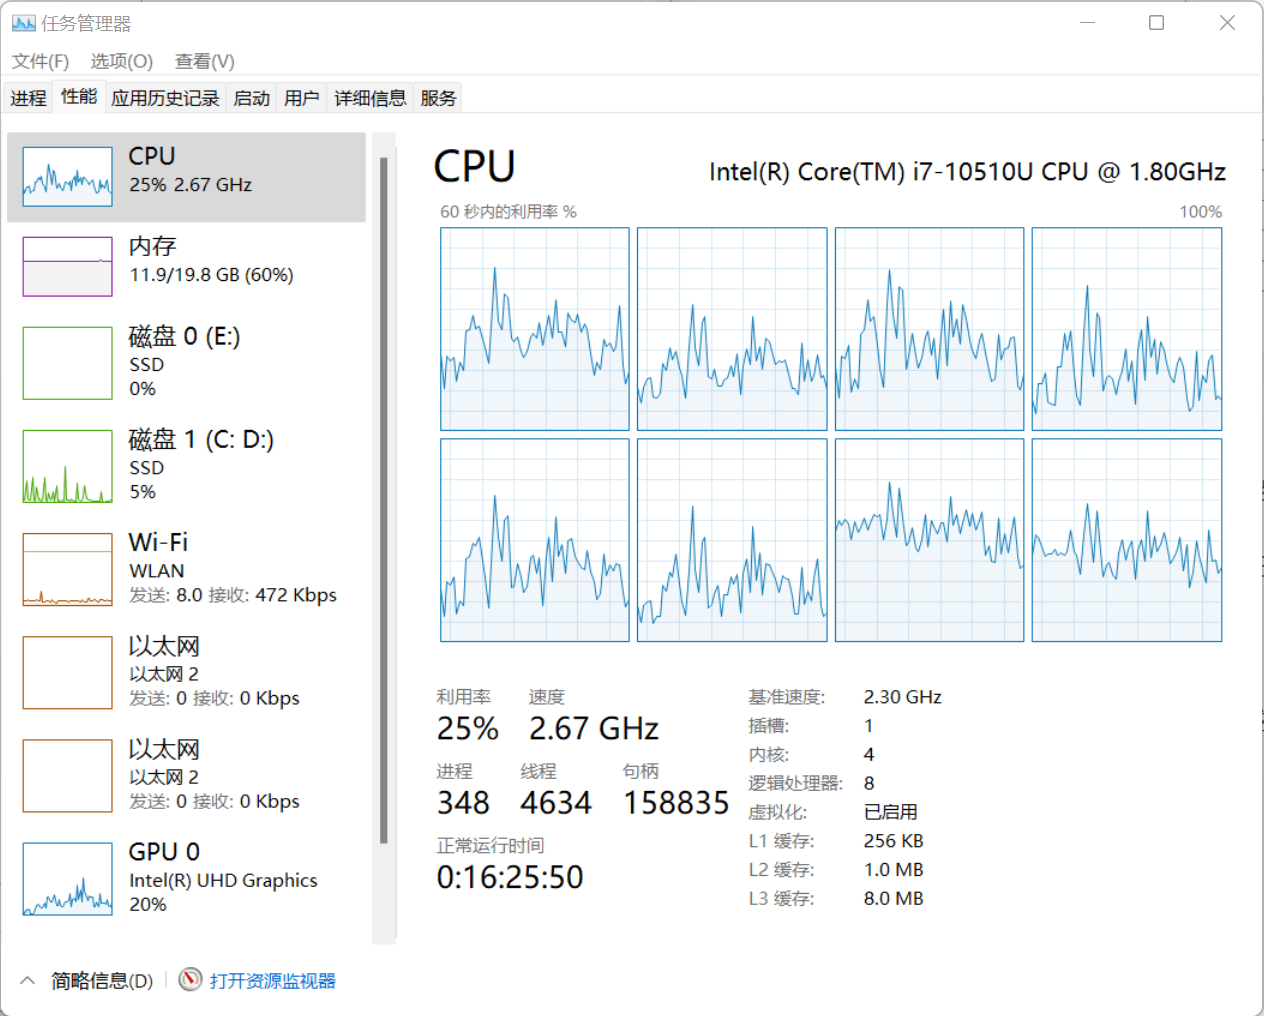 任务管理器
文件(F) 选项(O) 查看(V)
进程 性能 应用历史记录 启动 用户 详细信息 服务
CPU
25% 2.67 GHz
内存
11.9/19.8 GB (60%)
磁盘 0 (E:)
SSD
0%
磁盘 1 (C: D:)
SSD
5%
Wi-Fi
WLAN
发送: 8.0 接收: 472 Kbps
以太网
以太网 2
发送: 0 接收: 0 Kbps
以太网
以太网 2
发送: 0 接收: 0 Kbps
GPU 0
Intel(R) UHD Graphics
20%
CPU
Intel(R) Core(TM) i7-10510U CPU @ 1.80GHz
60 秒内的利用率 % 100%
利用率 速度
25% 2.67 GHz
进程 线程 句柄
348 4634 158835
正常运行时间
0:16:25:50
基准速度: 2.30 GHz
插槽: 1
内核: 4
逻辑处理器: 8
虚拟化: 已启用
L1 缓存: 256 KB
L2 缓存: 1.0 MB
L3 缓存: 8.0 MB
简略信息(D) 打开资源监视器